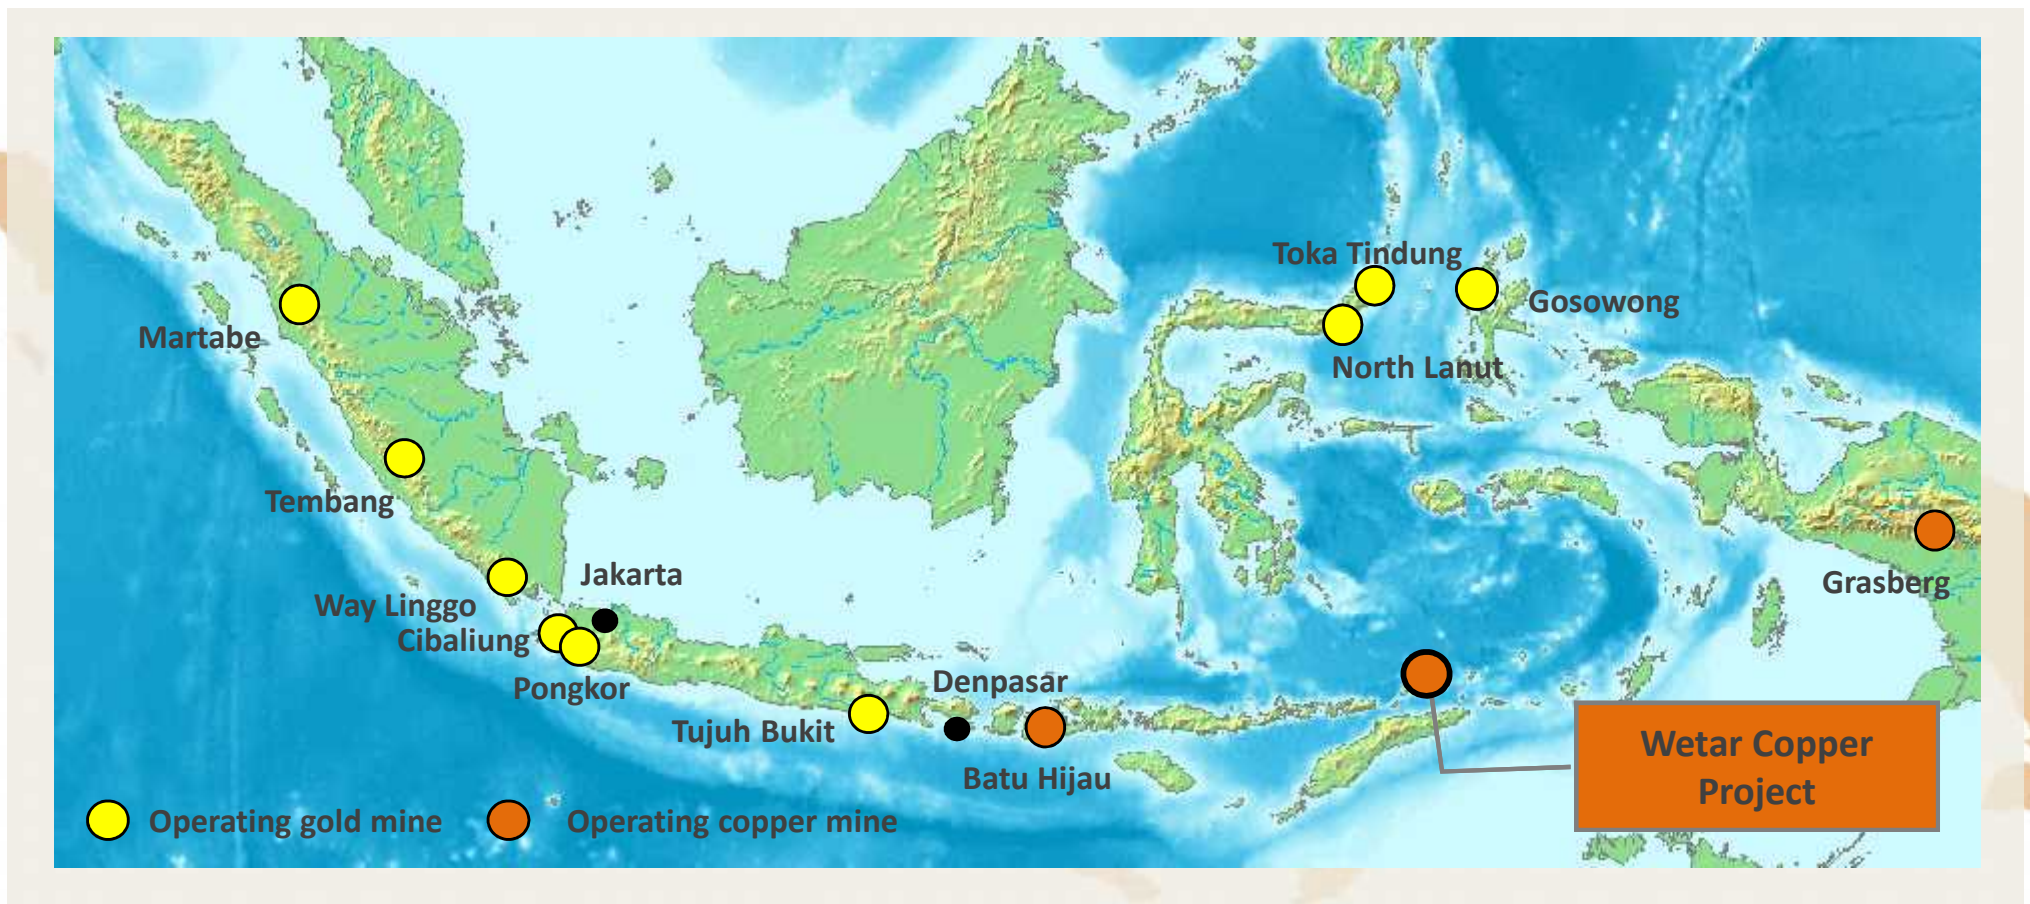 Toka Tindung
Gosowong
Martabe
North Lanut
Tembang
Jakarta
Grasberg
Way Linggo
Cibaliung
Pongkor
Denpasar
Tujuh Bukit
Batu Hijau
Wetar Copper
Project
Operating gold mine
Operating copper mine